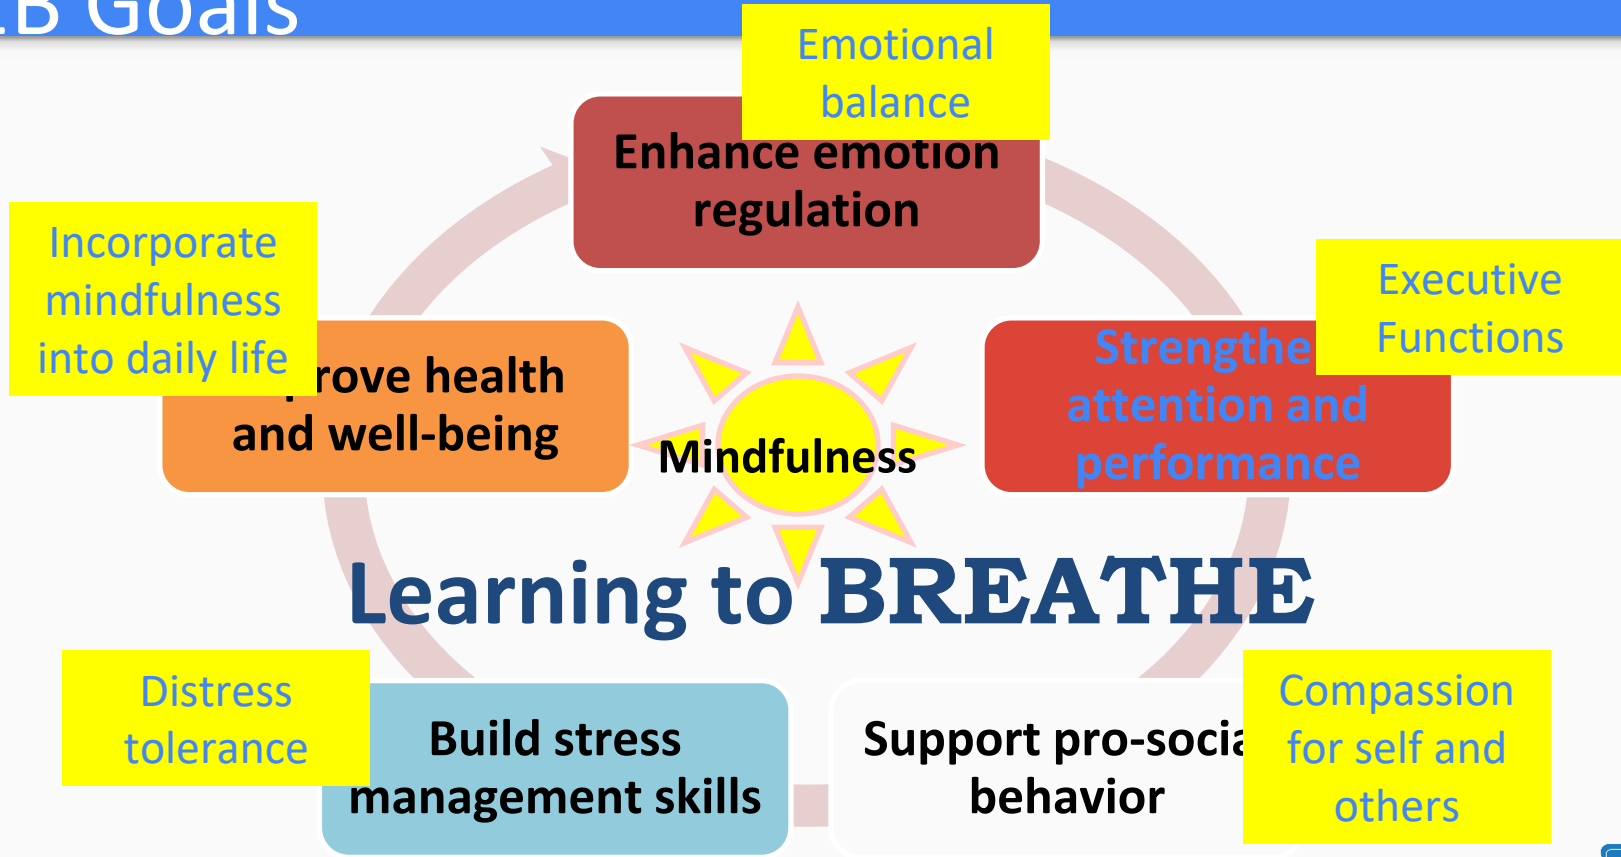 B Goals
Emotional
balance
Enhance emotion
regulation
Incorporate
mindfulness
into daily life
Executive
Functions
rove health
and well-being
Strengthe
attention and
performance
Mindfulness
Learning to BREATHE
Distress
tolerance
Build stress
management skills
Support pro-socia
behavior
Compassion
for self and
others